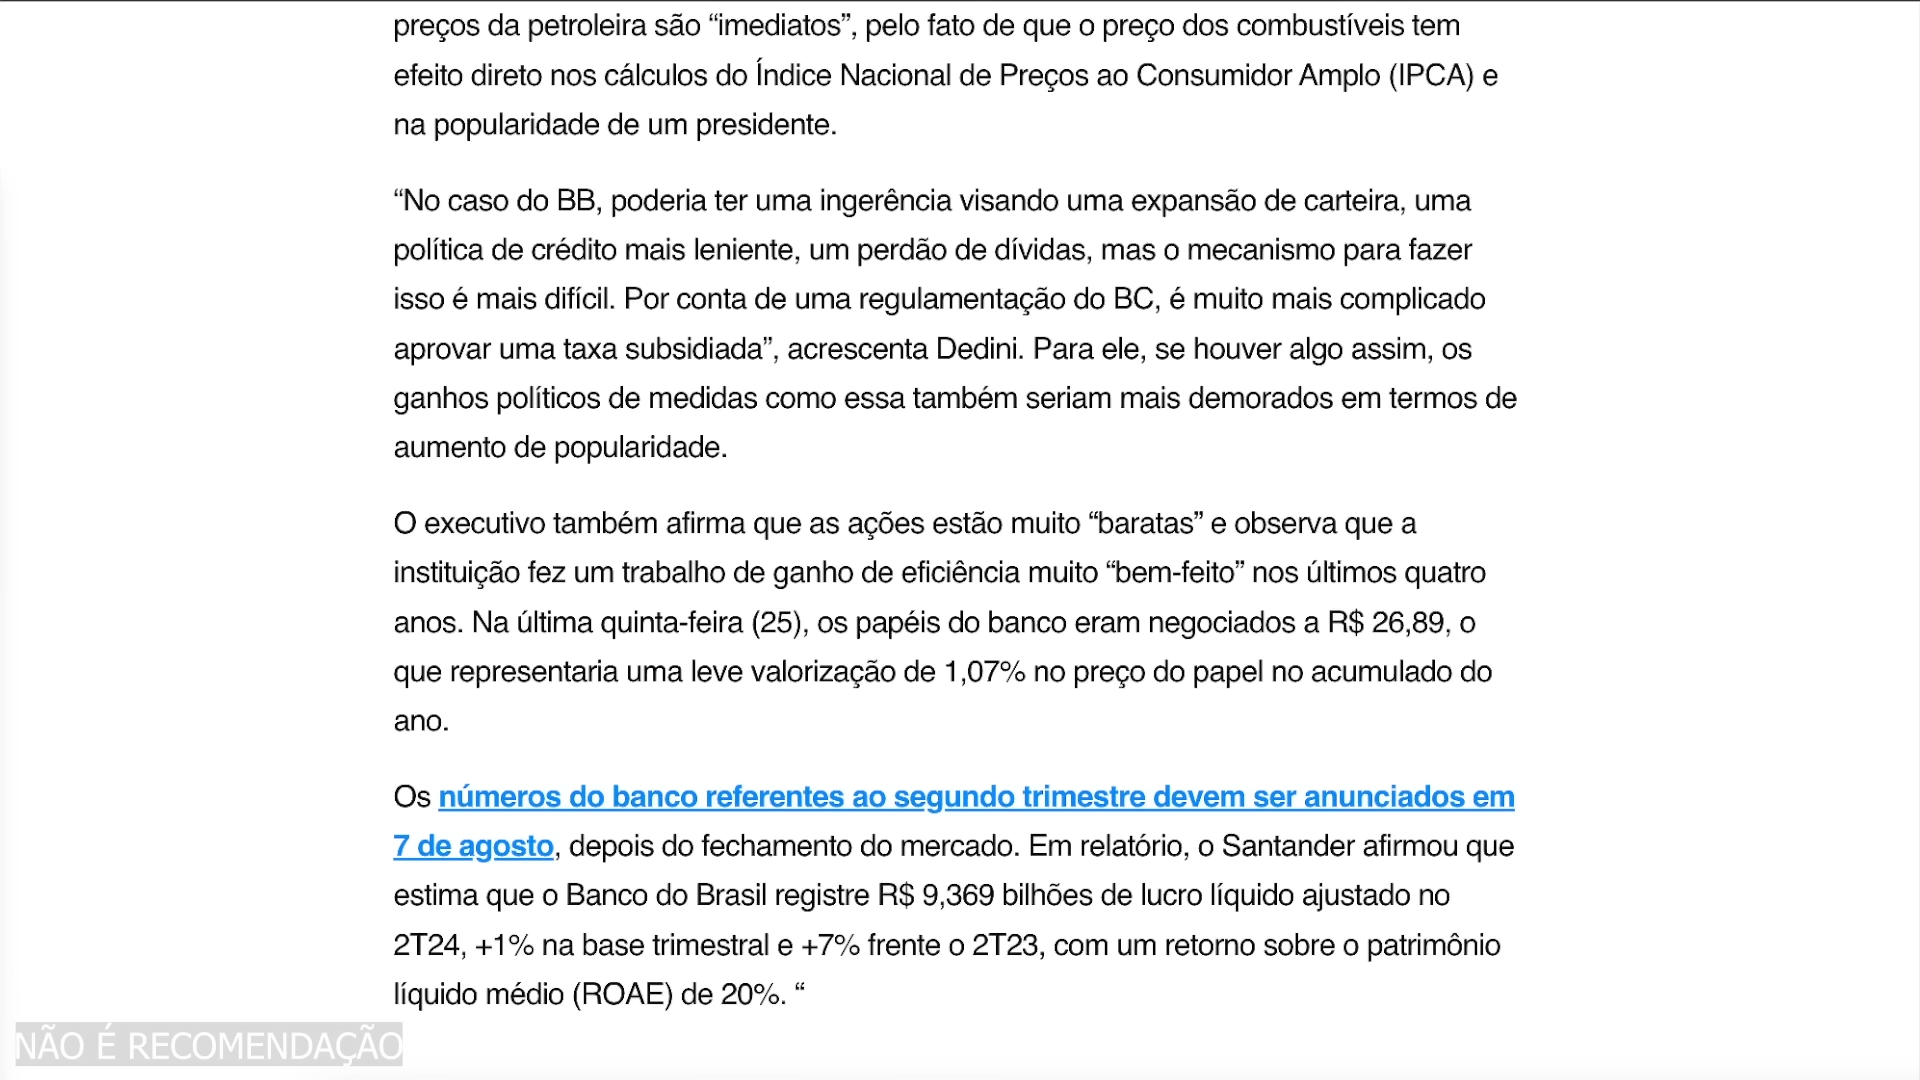 preços da petroleira são “imediatos”, pelo fato de que o preço dos combustíveis tem
efeito direto nos cálculos do Índice Nacional de Preços ao Consumidor Amplo (IPCA) e
na popularidade de um presidente.
“No caso do BB, poderia ter uma ingerência visando uma expansão de carteira, uma
política de crédito mais leniente, um perdão de dívidas, mas o mecanismo para fazer
isso é mais difícil. Por conta de uma regulamentação do BC, é muito mais complicado
aprovar uma taxa subsidiada”, acrescenta Dedini. Para ele, se houver algo assim, os
ganhos políticos de medidas como essa também seriam mais demorados em termos de
aumento de popularidade.
O executivo também afirma que as ações estão muito “baratas” e observa que a
instituição fez um trabalho de ganho de eficiência muito “bem-feito” nos últimos quatro
anos. Na última quinta-feira (25), os papéis do banco eram negociados a R$ 26,89, o
que representaria uma leve valorização de 1,07% no preço do papel no acumulado do
ano.
Os números do banco referentes ao segundo trimestre devem ser anunciados em
7 de agosto, depois do fechamento do mercado. Em relatório, o Santander afirmou que
estima que o Banco do Brasil registre R$ 9,369 bilhões de lucro líquido ajustado no
2T24, +1% na base trimestral e +7% frente o 2T23, com um retorno sobre o patrimônio
líquido médio (ROAE) de 20%. “
NÃO É RECOMENDAÇÃO